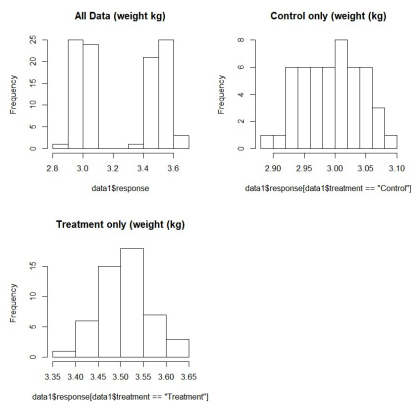 All Data (weight kg)
Frequency
0 5 10 15 20 25
2.8 3.0 3.2 3.4 3.6
data1$response
Control only (weight (kg)
Frequency
0 2 4 6 8
2.90 2.95 3.00 3.05 3.10
data1$response[data1$treatment == "Control"]
Treatment only (weight (kg)
Frequency
0 5 10 15
3.35 3.40 3.45 3.50 3.55 3.60 3.65
data1$response[data1$treatment == "Treatment"]